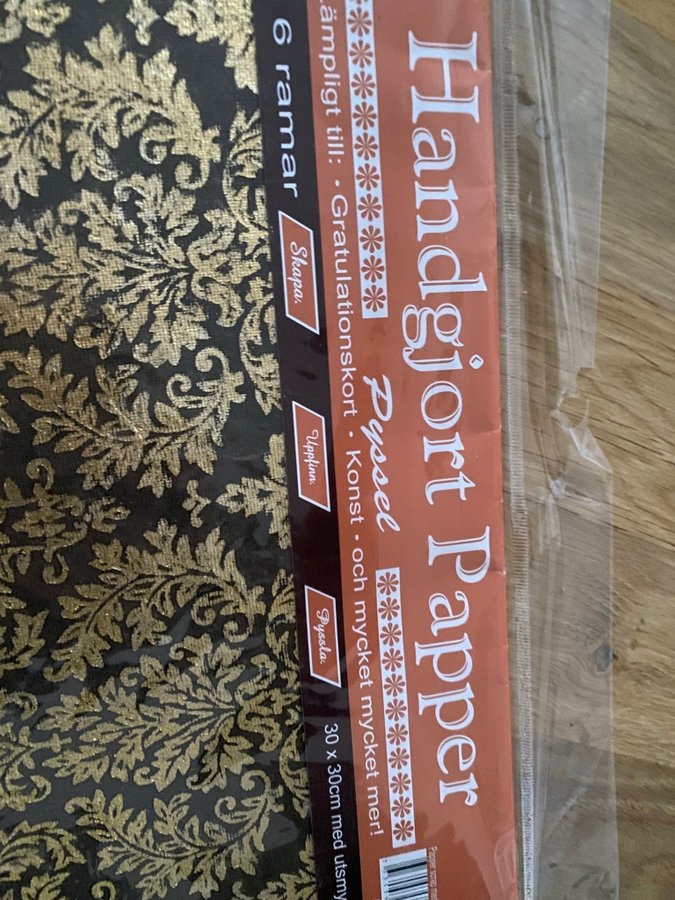 Handgjort Papper
Pyssel
Lämpligt till: • Gratulationskort • Konst • och mycket mycket mer!
6 ramar
Skapa.
Uppfinn.
Pyssla.
30 x 30cm med utsmy